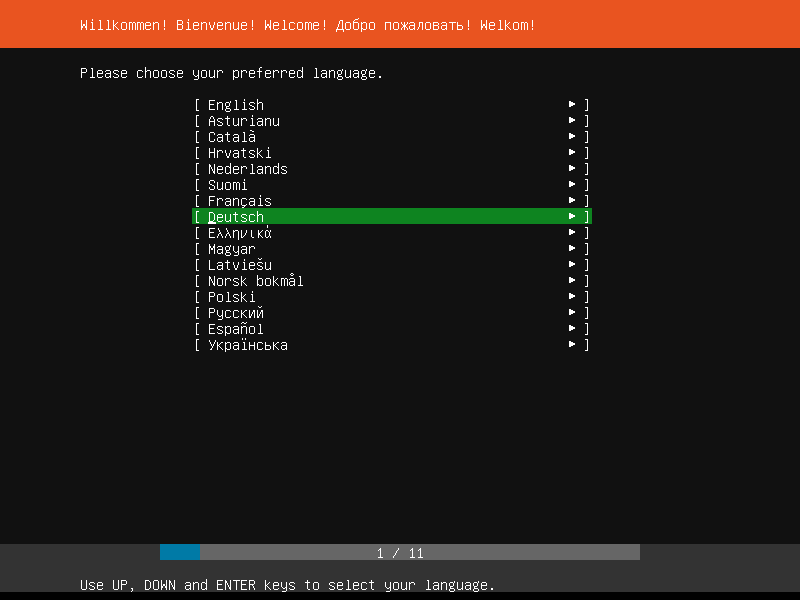 Willkommen! Bienvenue! Welcome! Добро пожаловать! Welkom!
Please choose your preferred language.
[ English ► ]
[ Asturianu ► ]
[ Català ► ]
[ Hrvatski ► ]
[ Nederlands ► ]
[ Suomi ► ]
[ Français ► ]
[ Deutsch ► ]
[ Ελληνικά ► ]
[ Magyar ► ]
[ Latviešu ► ]
[ Norsk bokmål ► ]
[ Polski ► ]
[ Русский ► ]
[ Español ► ]
[ Українська ► ]
1 / 11
Use UP, DOWN and ENTER keys to select your language.